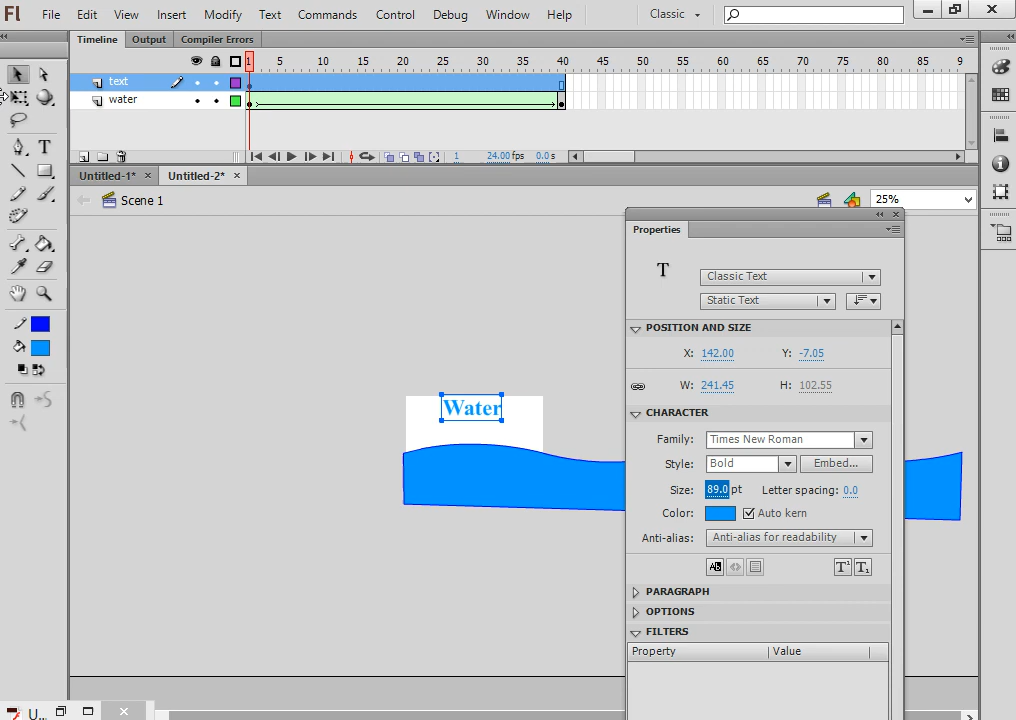 Fl File Edit View Insert Modify Text Commands Control Debug Window Help Classic
Timeline Output Compiler Errors
1 5 10 15 20 25 30 35 40 45 50 55 60 65 70 75 80 85 9
text
water
1 24.00 fps 0.0 s
Untitled-1* × Untitled-2* ×
Scene 1 25%
Properties
T Classic Text
Static Text
POSITION AND SIZE
X: 142.00 Y: -7.05
W: 241.45 H: 102.55
CHARACTER
Family: Times New Roman
Style: Bold Embed...
Size: 89.0 pt Letter spacing: 0.0
Color: Auto kern
Anti-alias: Anti-alias for readability
T¹ T₁
PARAGRAPH
OPTIONS
FILTERS
Property Value
Water
U...